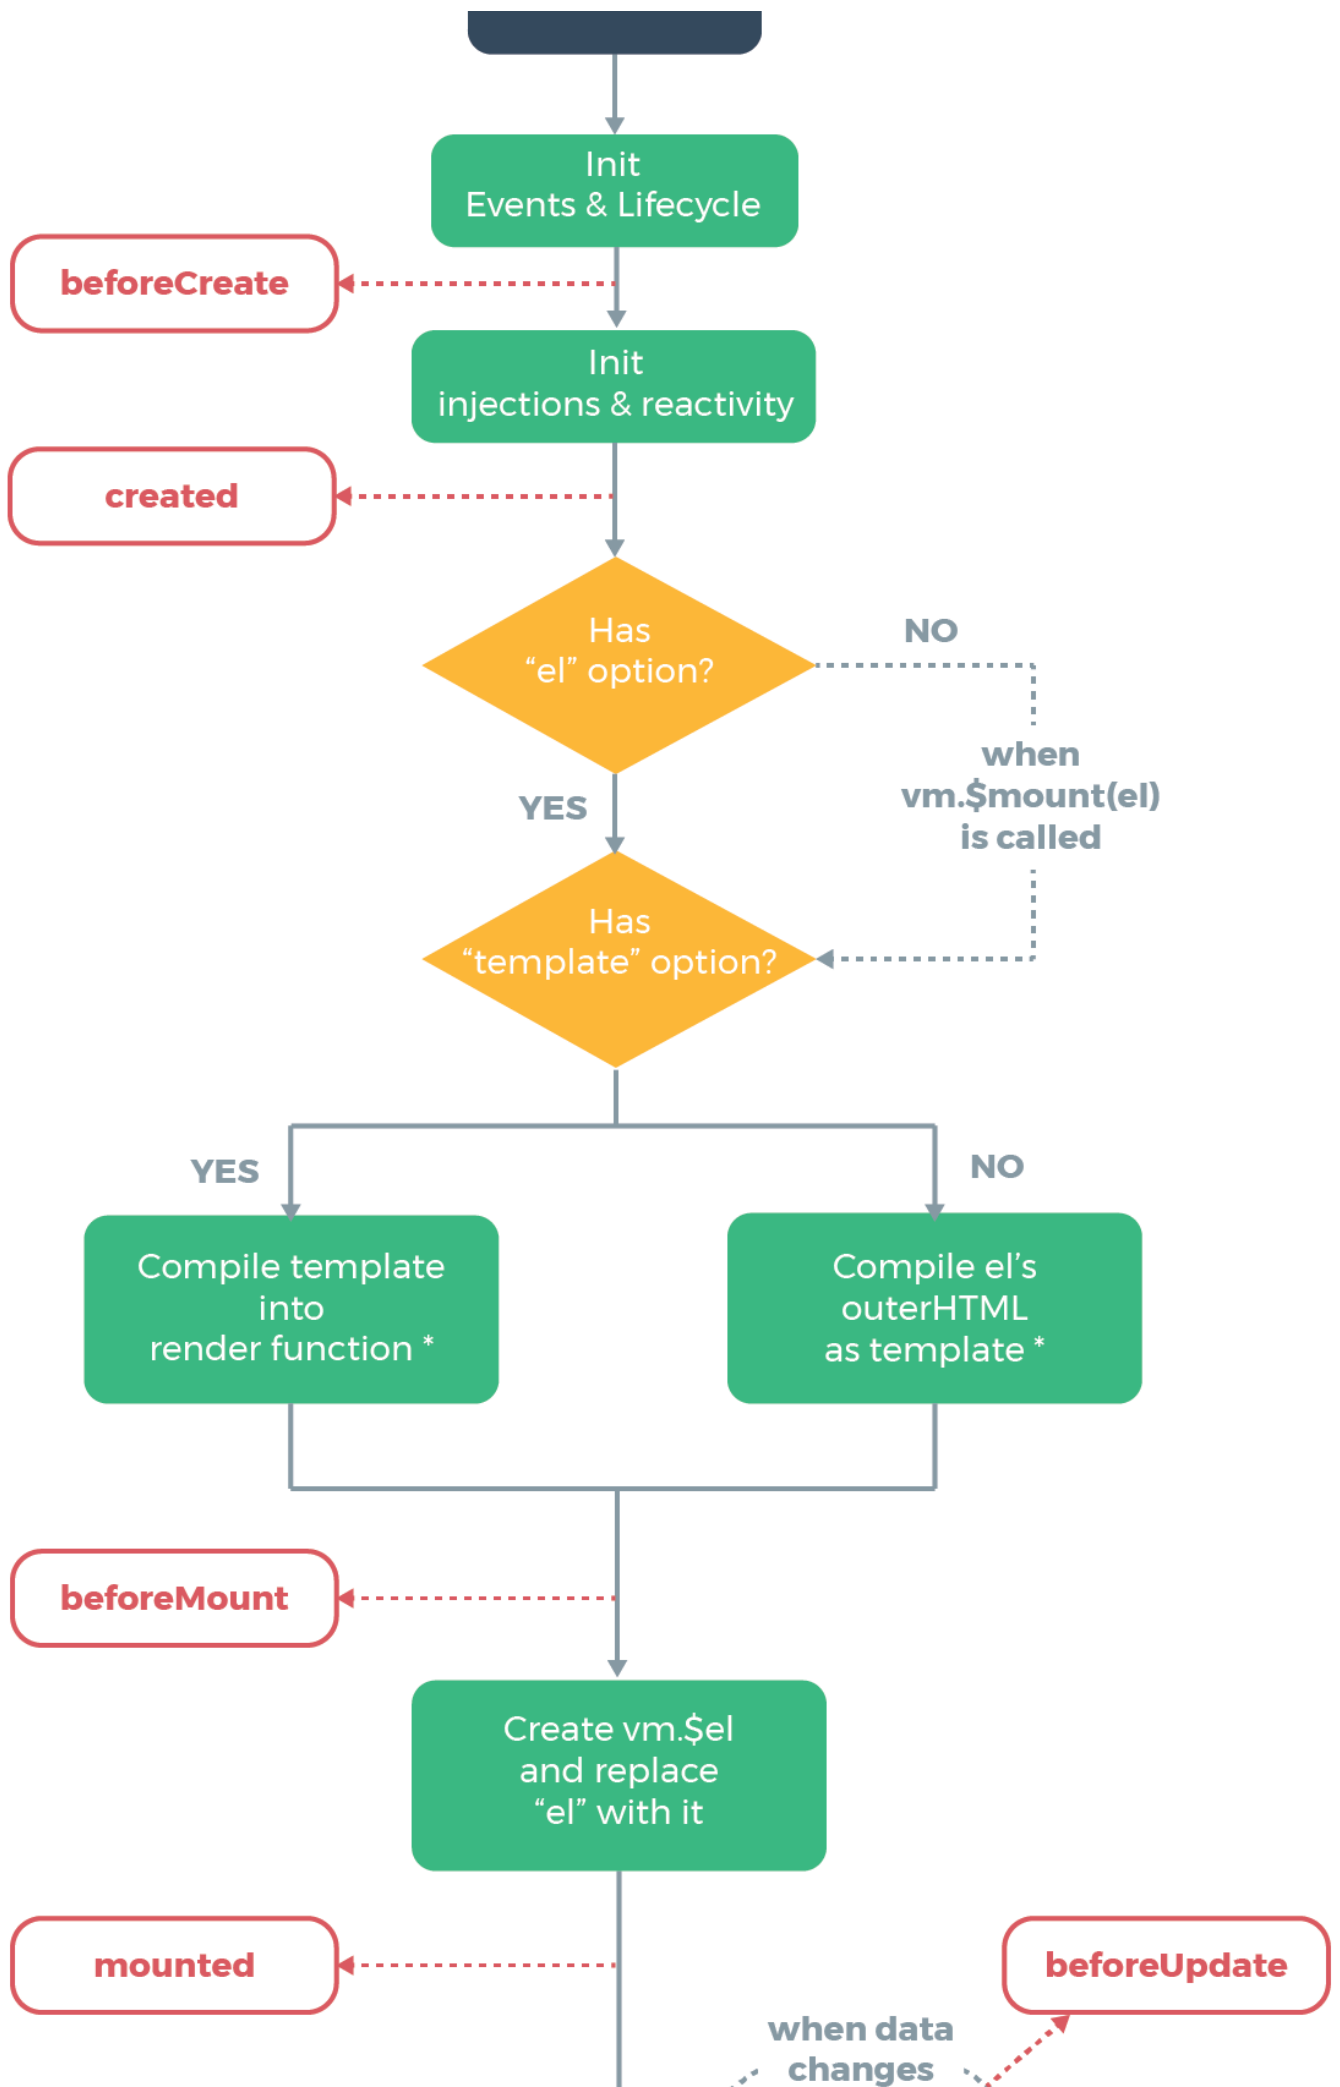 Init
Events & Lifecycle
beforeCreate
Init
injections & reactivity
created
Has
“el” option?
NO
when
vm.$mount(el)
is called
YES
Has
“template” option?
YES
NO
Compile template
into
render function *
Compile el’s
outerHTML
as template *
beforeMount
Create vm.$el
and replace
“el” with it
mounted
beforeUpdate
when data
changes